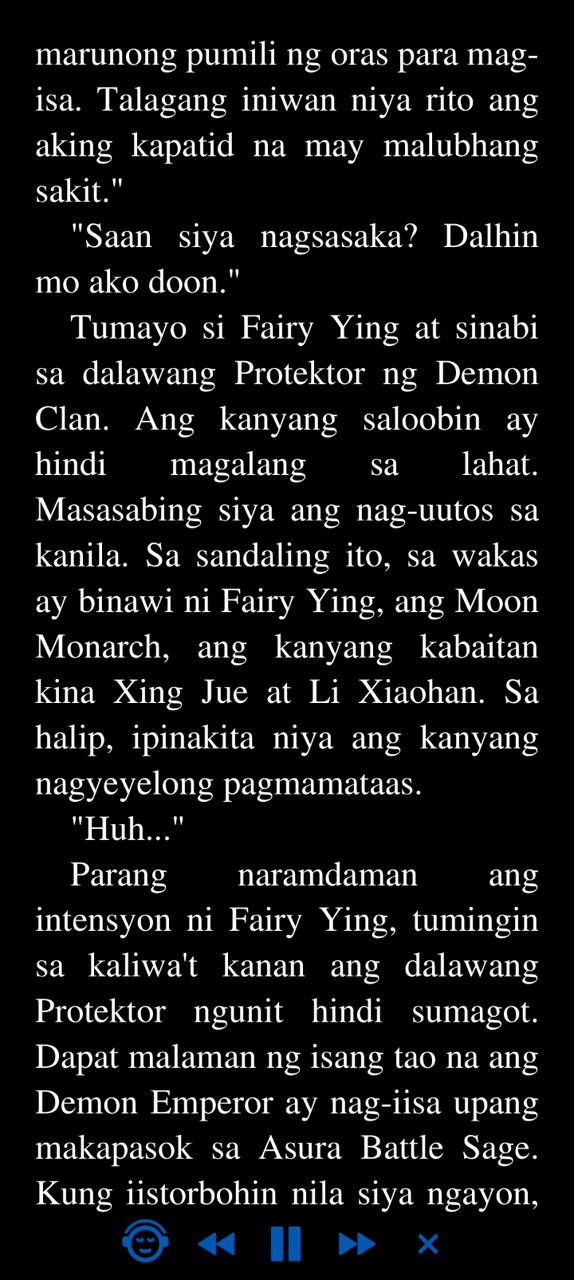 marunong pumili ng oras para mag-
isa. Talagang iniwan niya rito ang
aking kapatid na may malubhang
sakit."
"Saan siya nagsasaka? Dalhin
mo ako doon."
Tumayo si Fairy Ying at sinabi
sa dalawang Protektor ng Demon
Clan. Ang kanyang saloobin ay
hindi magalang sa lahat.
Masasabing siya ang nag-uutos sa
kanila. Sa sandaling ito, sa wakas
ay binawi ni Fairy Ying, ang Moon
Monarch, ang kanyang kabaitan
kina Xing Jue at Li Xiaohan. Sa
halip, ipinakita niya ang kanyang
nagyeyelong pagmamataas.
"Huh..."
Parang naramdaman ang
intensyon ni Fairy Ying, tumingin
sa kaliwa't kanan ang dalawang
Protektor ngunit hindi sumagot.
Dapat malaman ng isang tao na ang
Demon Emperor ay nag-iisa upang
makapasok sa Asura Battle Sage.
Kung iistorbohin nila siya ngayon,